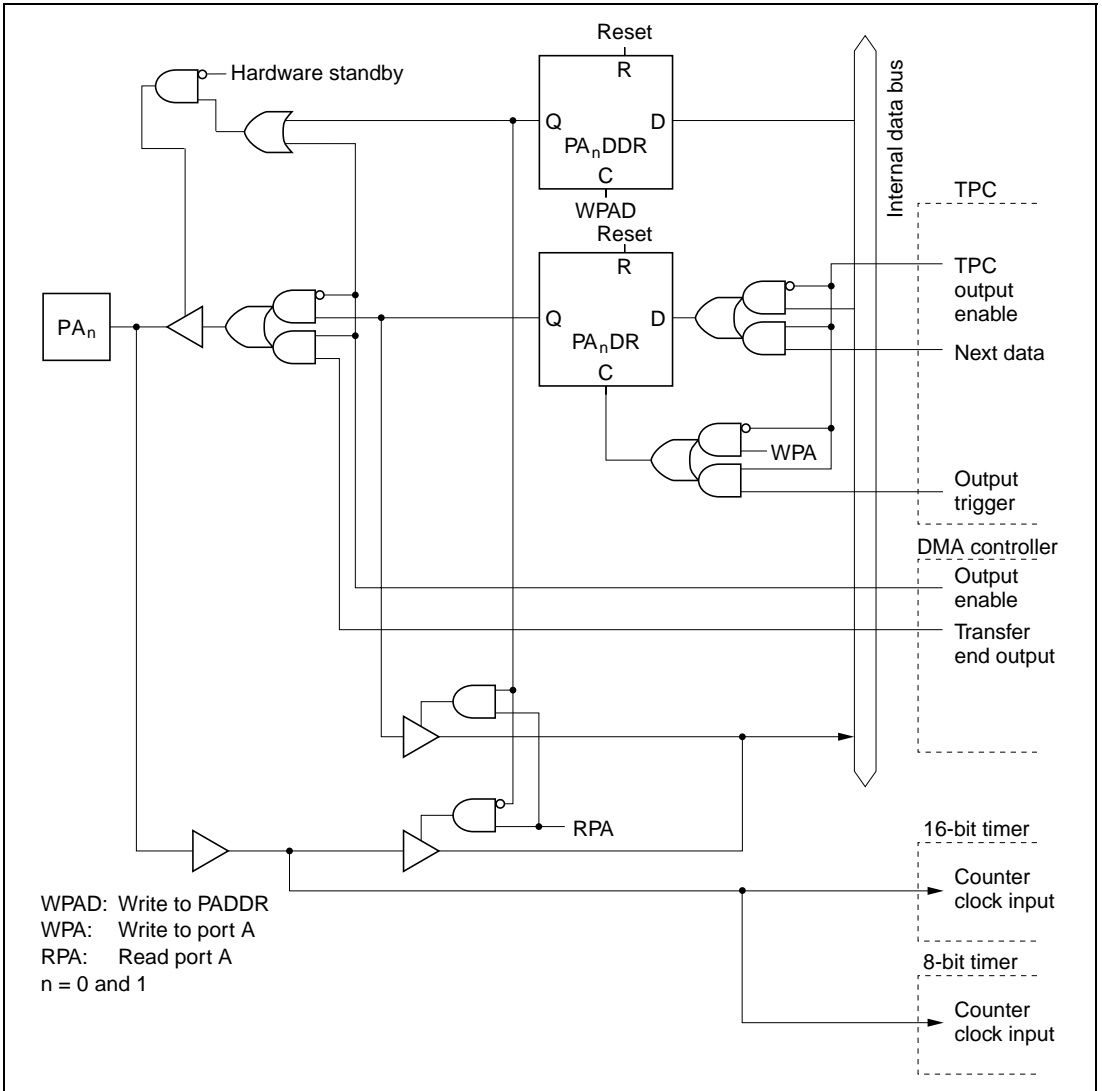 Reset
Hardware standby
R
Q
D
PAnDDR
C
WPAD
Internal data bus
TPC
Reset
R
TPC
output
enable
PAn
Q
D
PAnDR
Next data
C
WPA
Output
trigger
DMA controller
Output
enable
Transfer
end output
RPA
16-bit timer
Counter
clock input
WPAD: Write to PADDR
WPA: Write to port A
RPA: Read port A
n = 0 and 1
8-bit timer
Counter
clock input